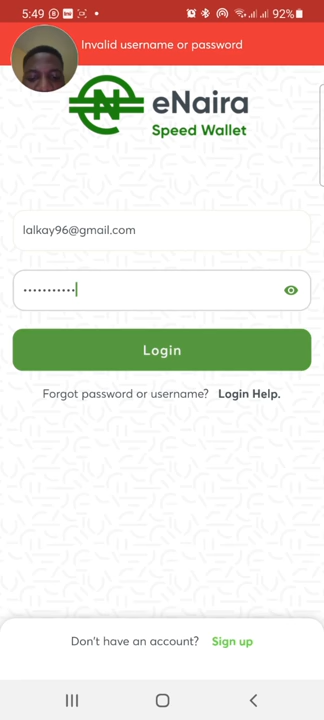 5:49
92%
Invalid username or password
eNaira
Speed Wallet
lalkay96@gmail.com
Login
Forgot password or username? Login Help.
Don't have an account? Sign up